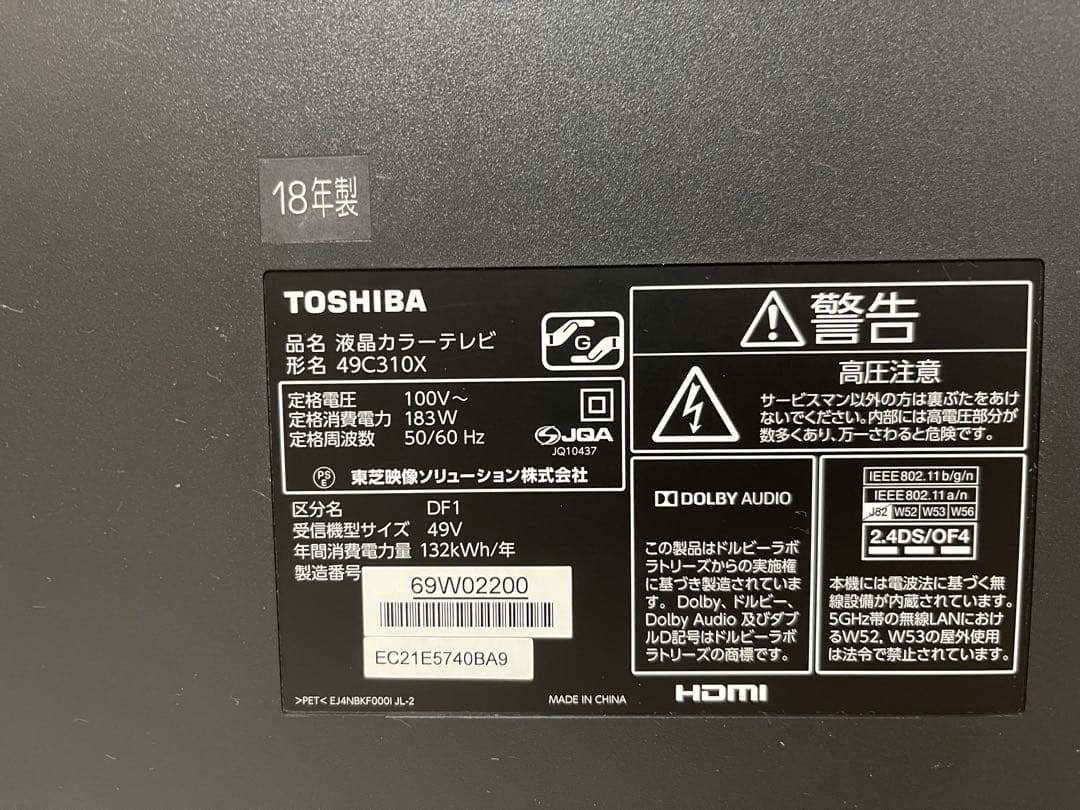 18年製
TOSHIBA
品名 液晶カラーテレビ
形名 49C310X
G
定格電圧 100V～
定格消費電力 183W
定格周波数 50/60 Hz
JQA
JQ10437
PS
E
東芝映像ソリューション株式会社
区分名 DF1
受信機型サイズ 49V
年間消費電力量 132kWh/年
製造番号
69W02200
EC21E5740BA9
>PET< EJ4NBKF000I JL-2
MADE IN CHINA
警告
高圧注意
サービスマン以外の方は裏ぶたをあけ
ないでください。内部には高電圧部分が
数多くあり、万一さわると危険です。
DOLBY AUDIO
この製品はドルビーラボ
ラトリーズからの実施権
に基づき製造されていま
す。Dolby、ドルビー、
Dolby Audio 及びダブ
ルD記号はドルビーラボ
ラトリーズの商標です。
HDMI
IEEE802.11b/g/n
IEEE802.11a/n
J52 W52 W53 W56
2.4DS/OF4
本機には電波法に基づく無
線設備が内蔵されています。
5GHz帯の無線LANにおけ
るW52、W53の屋外使用
は法令で禁止されています。